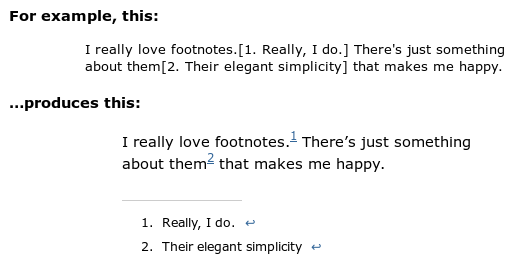 For example, this:
I really love footnotes.[1. Really, I do.] There's just something
about them[2. Their elegant simplicity] that makes me happy.
...produces this:
I really love footnotes.1 There’s just something
about them2 that makes me happy.
1. Really, I do. ↩
2. Their elegant simplicity ↩